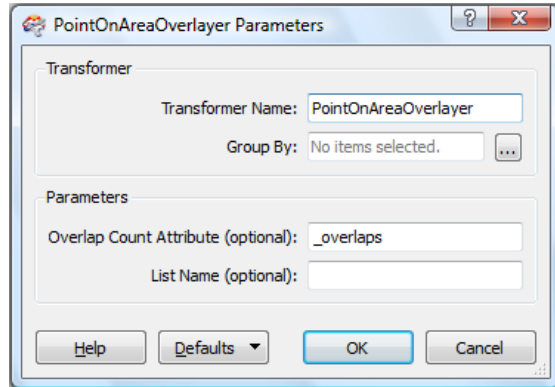 PointOnAreaOverlayer Parameters
Transformer
Transformer Name: PointOnAreaOverlayer
Group By: No items selected. ...
Parameters
Overlap Count Attribute (optional): _overlaps
List Name (optional):
Help Defaults OK Cancel